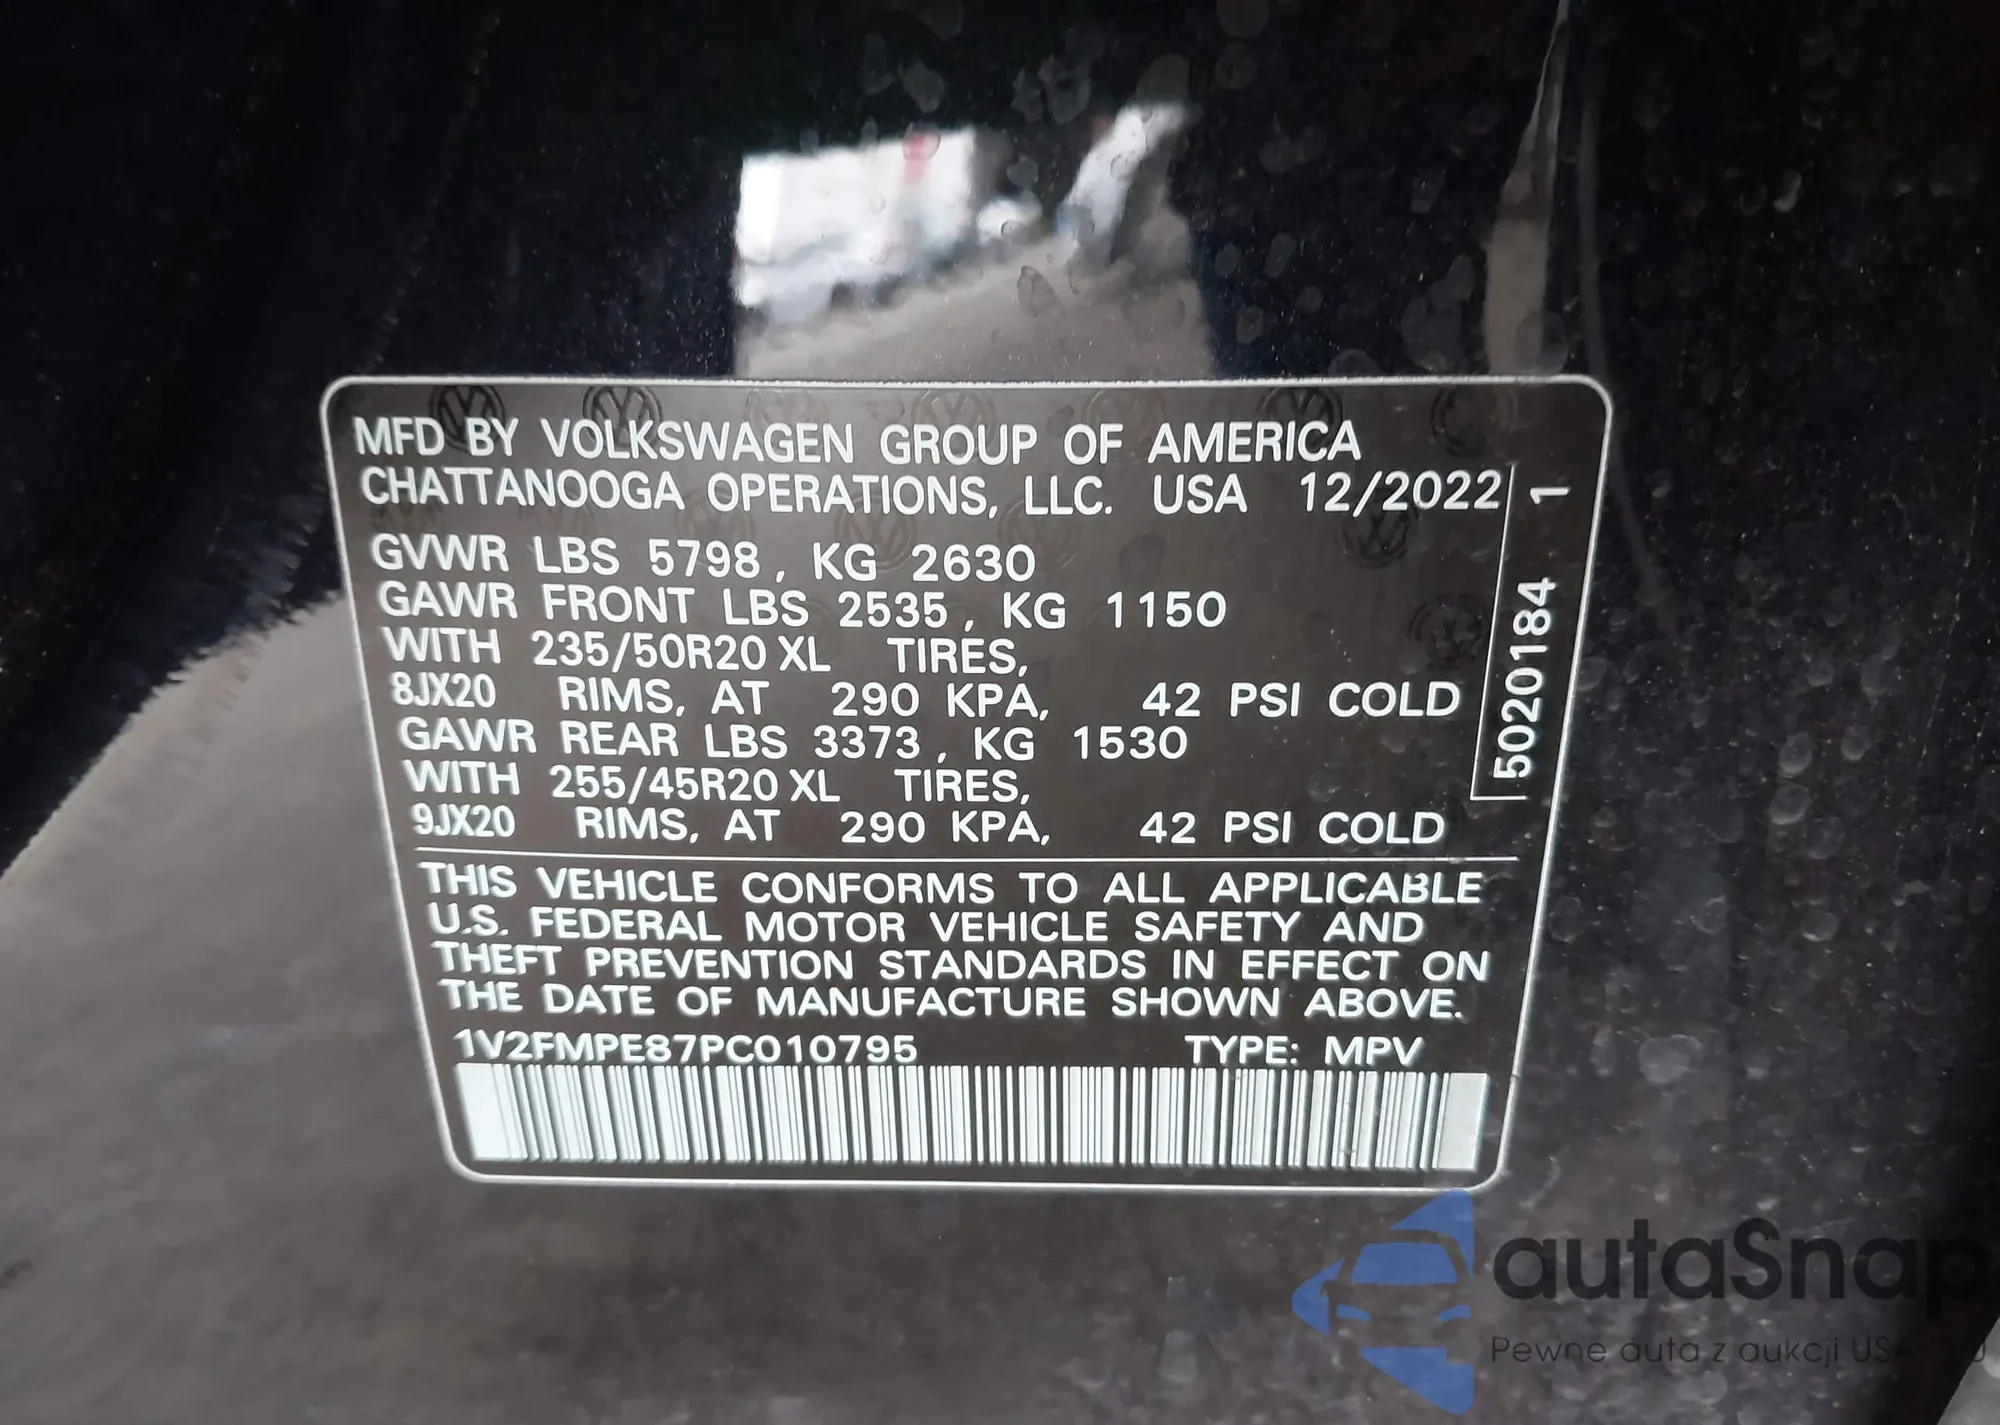 MFD BY VOLKSWAGEN GROUP OF AMERICA
CHATTANOOGA OPERATIONS, LLC. USA 12/2022
GVWR LBS 5798, KG 2630
GAWR FRONT LBS 2535, KG 1150
WITH 235/50R20 XL TIRES,
8JX20 RIMS, AT 290 KPA, 42 PSI COLD
GAWR REAR LBS 3373, KG 1530
WITH 255/45R20 XL TIRES,
9JX20 RIMS, AT 290 KPA, 42 PSI COLD
5020184 1
THIS VEHICLE CONFORMS TO ALL APPLICABLE
U.S. FEDERAL MOTOR VEHICLE SAFETY AND
THEFT PREVENTION STANDARDS IN EFFECT ON
THE DATE OF MANUFACTURE SHOWN ABOVE.
1V2FMPE87PC010795 TYPE: MPV
autaSnap
Pewne auta z aukcji